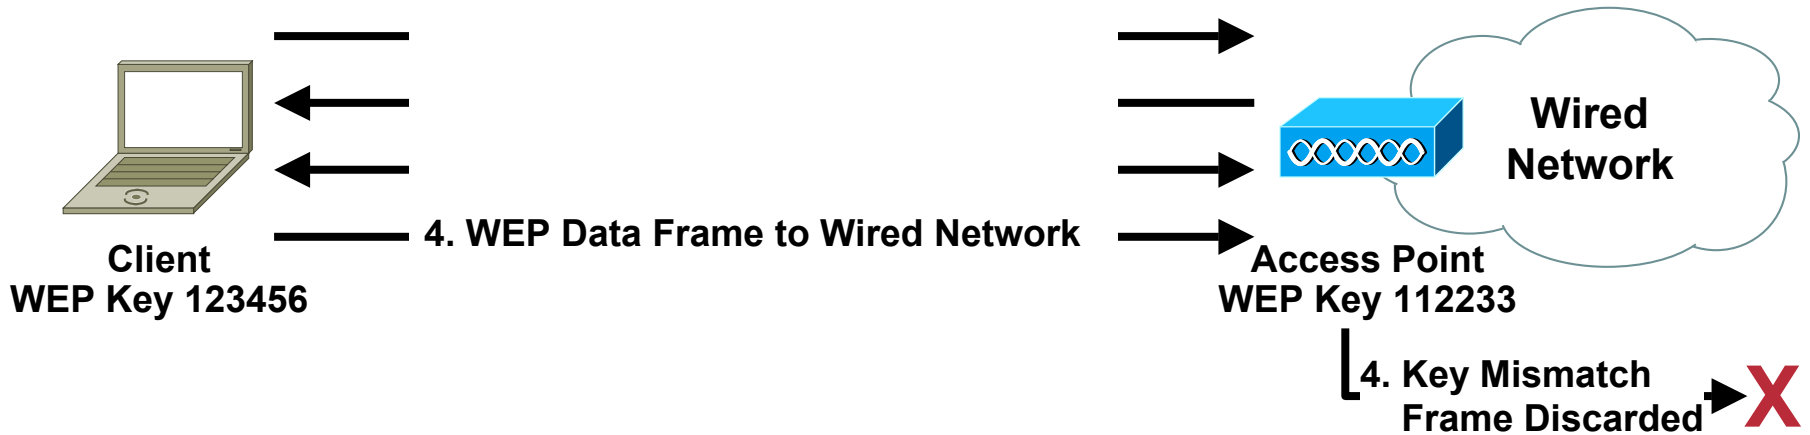 Wired
Network
4. WEP Data Frame to Wired Network
Client
WEP Key 123456
Access Point
WEP Key 112233
4. Key Mismatch
Frame Discarded
X